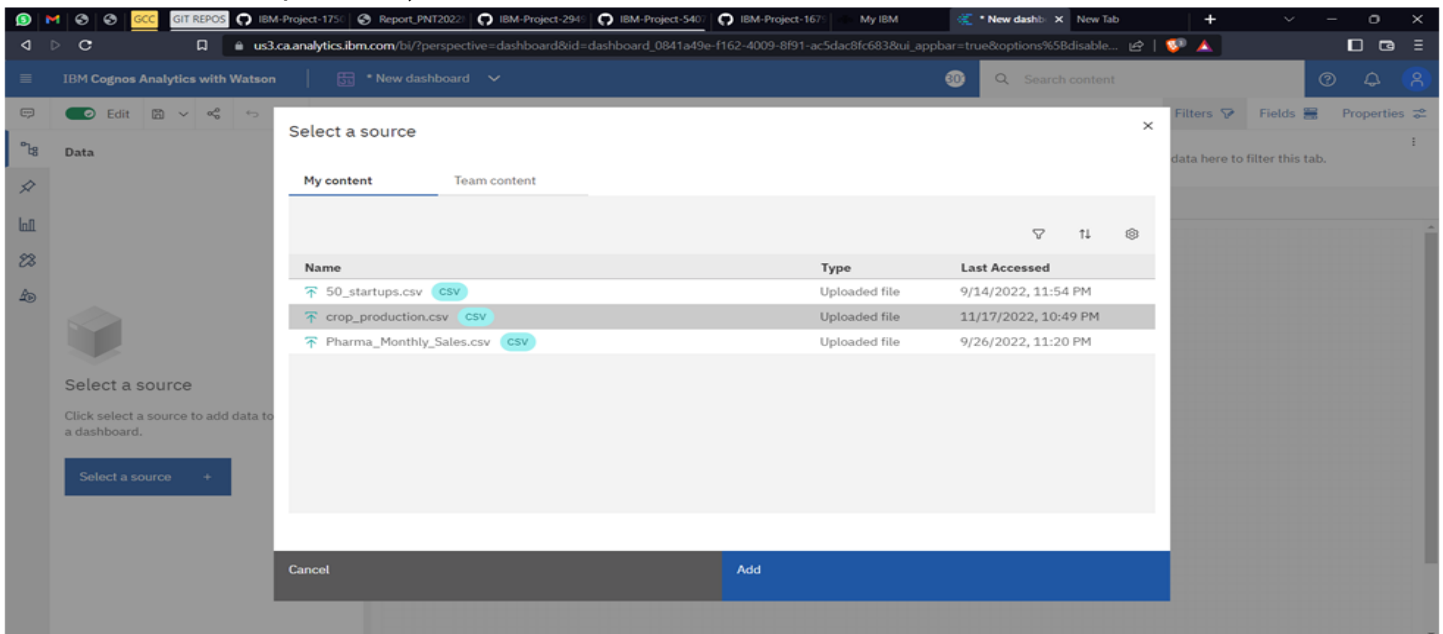 GCC GIT REPOS IBM-Project-175 Report_PNT2022 IBM-Project-294 IBM-Project-540 IBM-Project-167 My IBM * New dashb New Tab
us3.ca.analytics.ibm.com/bi/?perspective=dashboard&id=dashboard_0841a49e-f162-4009-8f91-ac5dac8fc683&ui_appbar=true&options%5Bdisable...
IBM Cognos Analytics with Watson * New dashboard Search content
Edit Filters Fields Properties
Select a source
Data
data here to filter this tab.
My content Team content
Name Type Last Accessed
50_startups.csv CSV Uploaded file 9/14/2022, 11:54 PM
crop_production.csv CSV Uploaded file 11/17/2022, 10:49 PM
Pharma_Monthly_Sales.csv CSV Uploaded file 9/26/2022, 11:20 PM
Select a source
Click select a source to add data to
a dashboard.
Select a source +
Cancel Add